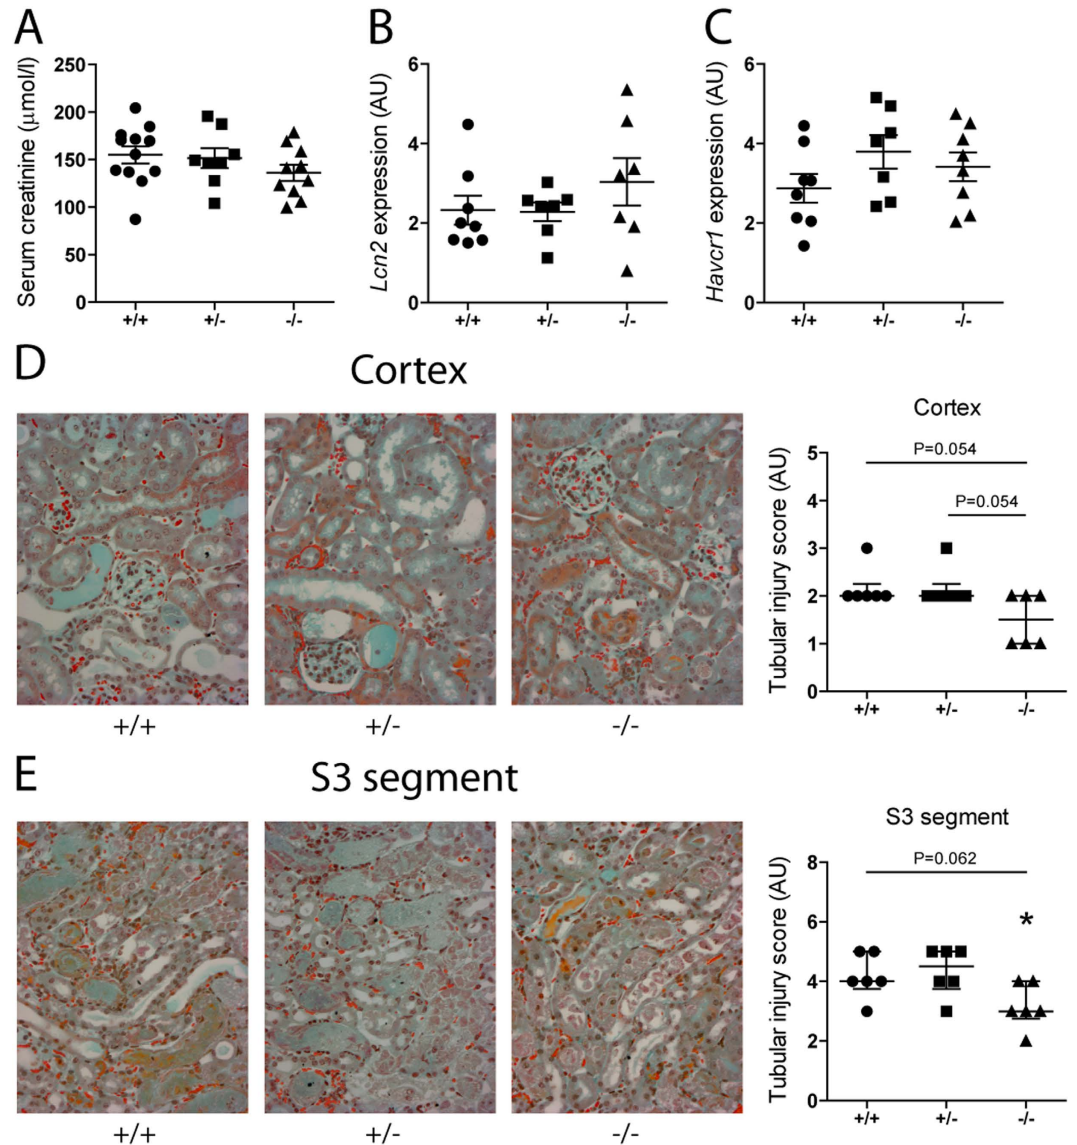 A
Serum creatinine (μmol/l)
250
200
150
100
50
0
+/+ +/- -/-
B
Lcn2 expression (AU)
6
4
2
0
+/+ +/- -/-
C
Havcr1 expression (AU)
6
4
2
0
+/+ +/- -/-
D
Cortex
+/+ +/- -/-
Cortex
Tubular injury score (AU)
P=0.054
P=0.054
5
4
3
2
1
0
+/+ +/- -/-
E
S3 segment
+/+ +/- -/-
S3 segment
Tubular injury score (AU)
P=0.062
*
8
6
4
2
0
+/+ +/- -/-